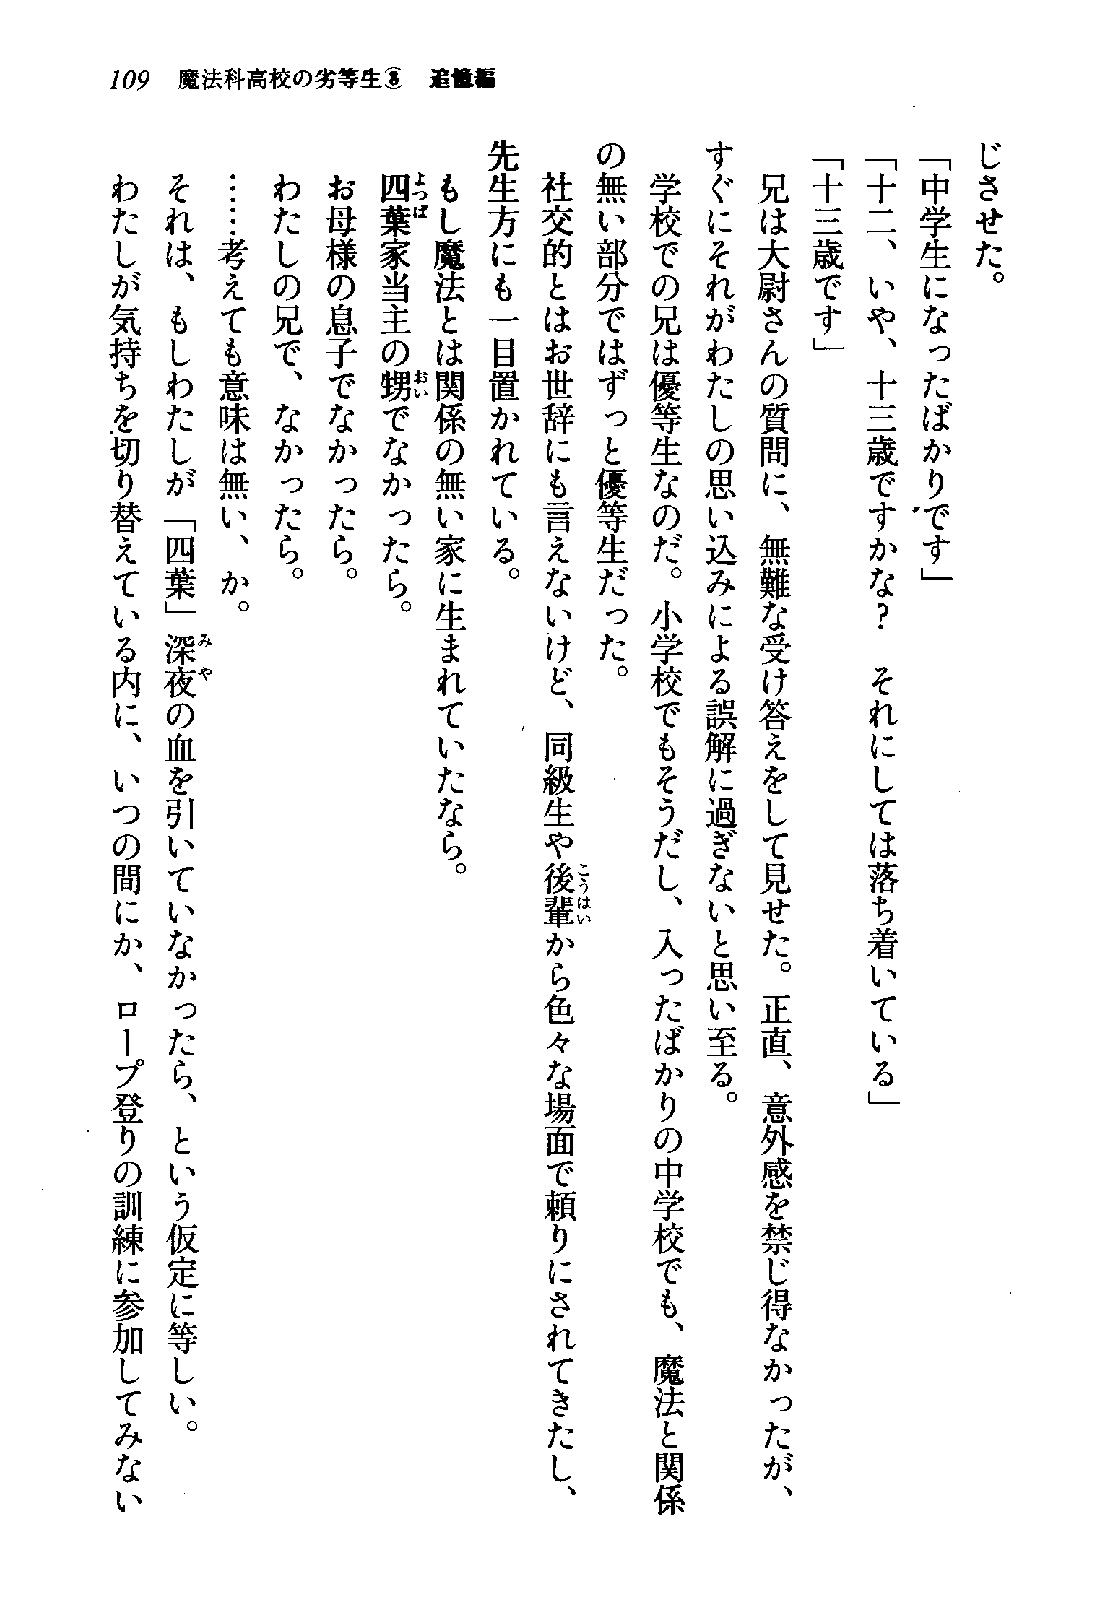 109 魔法科高校の劣等生⑧ 追憶編
じさせた。
「中学生になったばかりです」
「十二、いや、十三歳ですかな? それにしては落ち着いている」
「十三歳です」
兄は大尉さんの質問に、無難な受け答えをして見せた。正直、意外感を禁じ得なかったが、
すぐにそれがわたしの思い込みによる誤解に過ぎないと思い至る。
学校での兄は優等生なのだ。小学校でもそうだし、入ったばかりの中学校でも、魔法と関係
の無い部分ではずっと優等生だった。
社交的とはお世辞にも言えないけど、同級生や後輩から色々な場面で頼りにされてきたし、
先生方にも一目置かれている。
もし魔法とは関係の無い家に生まれていたなら。
四葉家当主の甥でなかったら。
お母様の息子でなかったら。
わたしの兄で、なかったら。
……考えても意味は無い、か。
それは、もしわたしが「四葉」深夜の血を引いていなかったら、という仮定に等しい。
わたしが気持ちを切り替えている内に、いつの間にか、ロープ登りの訓練に参加してみない